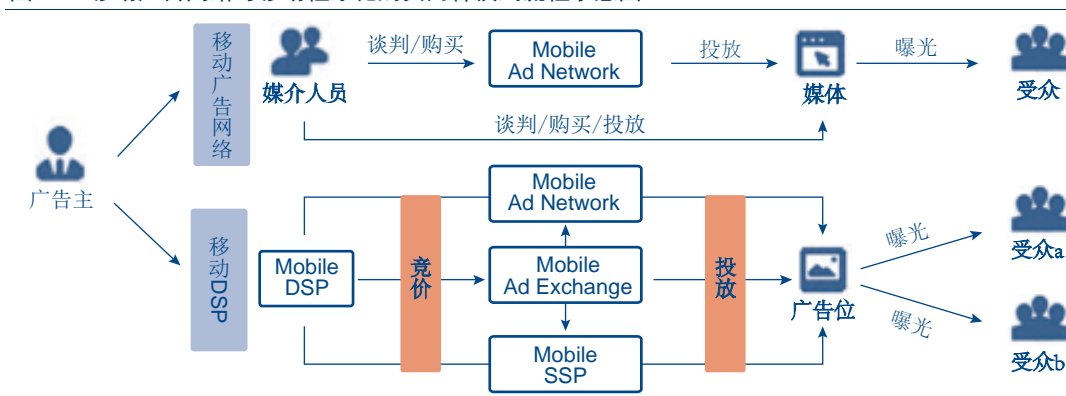 移动广告网络
媒介人员
谈判/购买
Mobile
Ad Network
投放
媒体
曝光
受众
谈判/购买/投放
广告主
移动DSP
Mobile
DSP
竞价
Mobile
Ad Network
Mobile
Ad Exchange
Mobile
SSP
投放
广告位
曝光
受众a
曝光
受众b